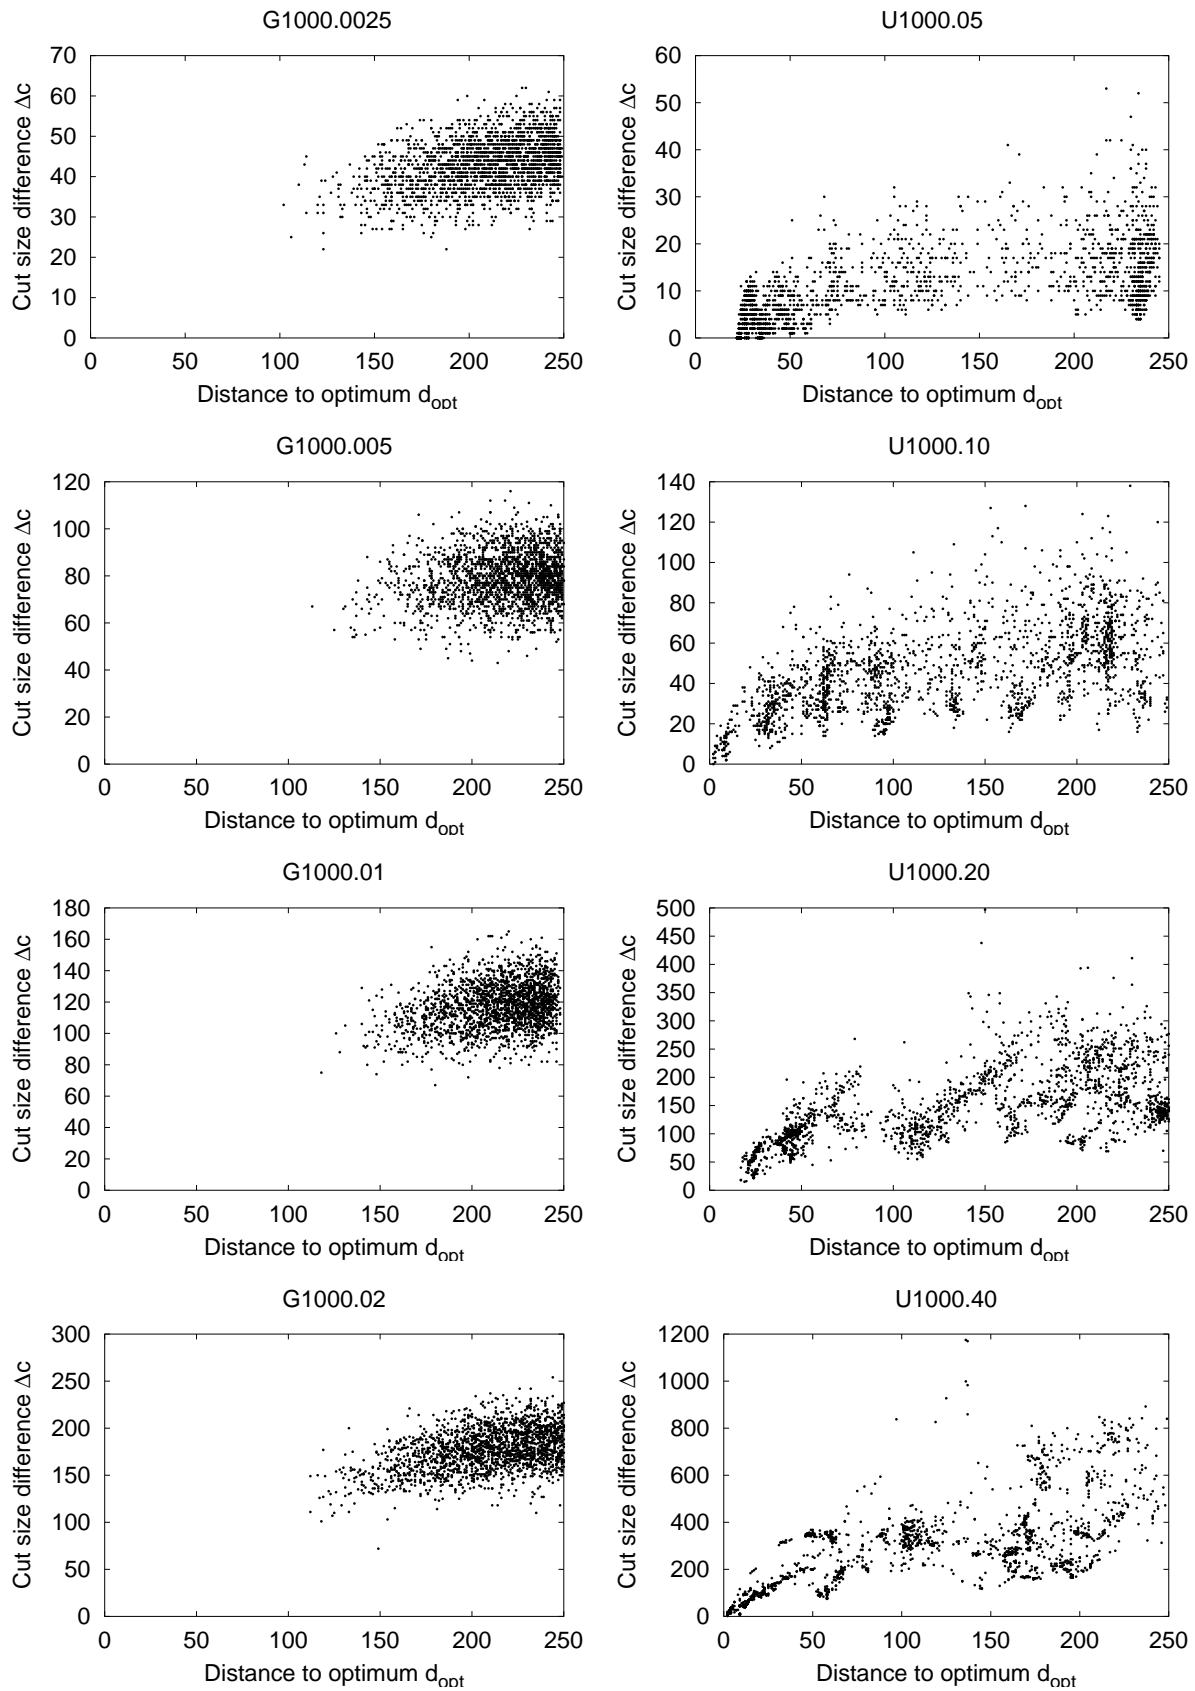 G1000.0025
Cut size difference Δc
70
60
50
40
30
20
10
0
0 50 100 150 200 250
Distance to optimum dopt
U1000.05
Cut size difference Δc
60
50
40
30
20
10
0
0 50 100 150 200 250
Distance to optimum dopt
G1000.005
Cut size difference Δc
120
100
80
60
40
20
0
0 50 100 150 200 250
Distance to optimum dopt
U1000.10
Cut size difference Δc
140
120
100
80
60
40
20
0
0 50 100 150 200 250
Distance to optimum dopt
G1000.01
Cut size difference Δc
180
160
140
120
100
80
60
40
20
0
0 50 100 150 200 250
Distance to optimum dopt
U1000.20
Cut size difference Δc
500
450
400
350
300
250
200
150
100
50
0
0 50 100 150 200 250
Distance to optimum dopt
G1000.02
Cut size difference Δc
300
250
200
150
100
50
0
0 50 100 150 200 250
Distance to optimum dopt
U1000.40
Cut size difference Δc
1200
1000
800
600
400
200
0
0 50 100 150 200 250
Distance to optimum dopt